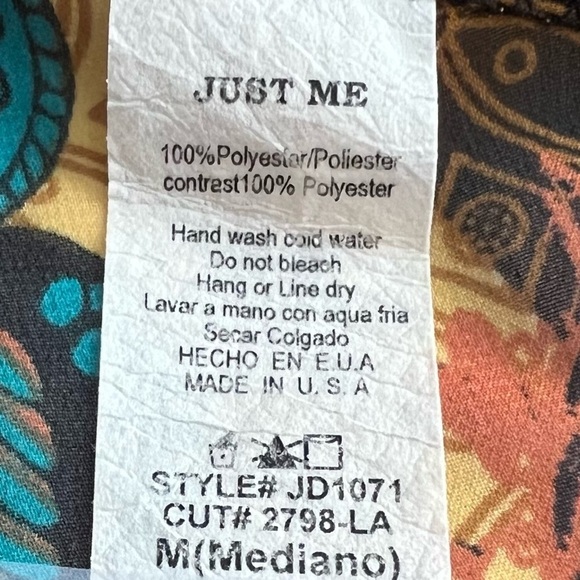 JUST ME
100%Polyester/Poliester
contrest100% Polyester
Hand wash cold water
Do not bleach
Hang or Line dry
Lavar a mano con aqua fria
Secar Colgado
HECHO EN E.U.A
MADE IN U.S.A
STYLE# JD1071
CUT# 2798-LA
M(Mediano)